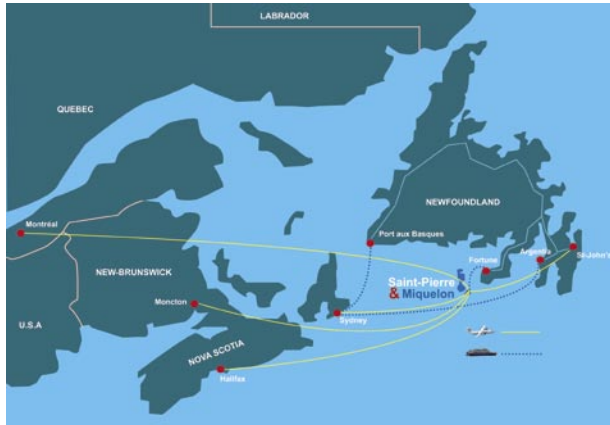 LABRADOR
QUEBEC
NEWFOUNDLAND
Montréal
Port aux Basques
Argentia
St-John's
Fortune
NEW-BRUNSWICK
Saint-Pierre
& Miquelon
Moncton
Sydney
U.S.A
NOVA SCOTIA
Halifax